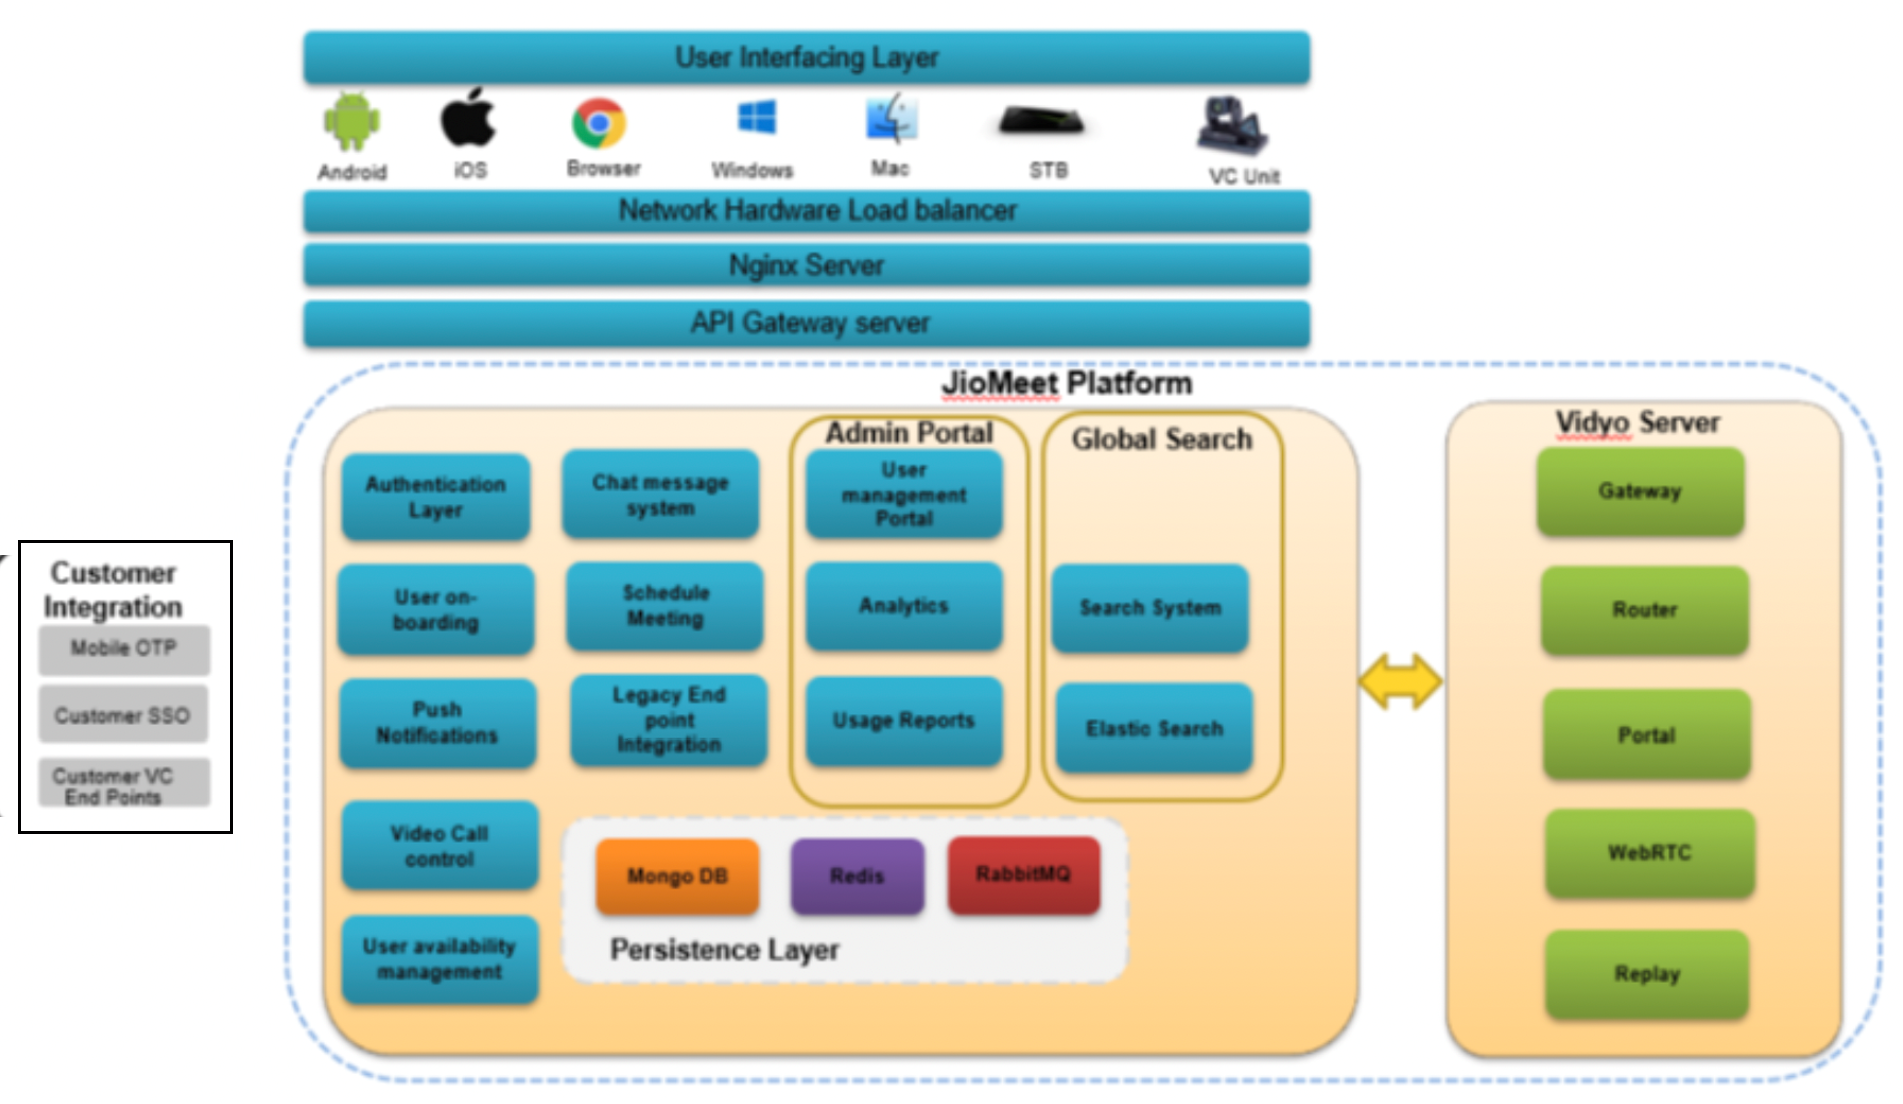 User Interfacing Layer
Android
iOS
Browser
Windows
Mac
STB
VC Unit
Network Hardware Load balancer
Nginx Server
API Gateway server
JioMeet Platform
Customer
Integration
Mobile OTP
Customer SSO
Customer VC
End Points
Authentication
Layer
User on-
boarding
Push
Notifications
Video Call
control
User availability
management
Chat message
system
Schedule
Meeting
Legacy End
point
Integration
Admin Portal
User
management
Portal
Analytics
Usage Reports
Global Search
Search System
Elastic Search
Mongo DB
Redis
RabbitMQ
Persistence Layer
Vidyo Server
Gateway
Router
Portal
WebRTC
Replay